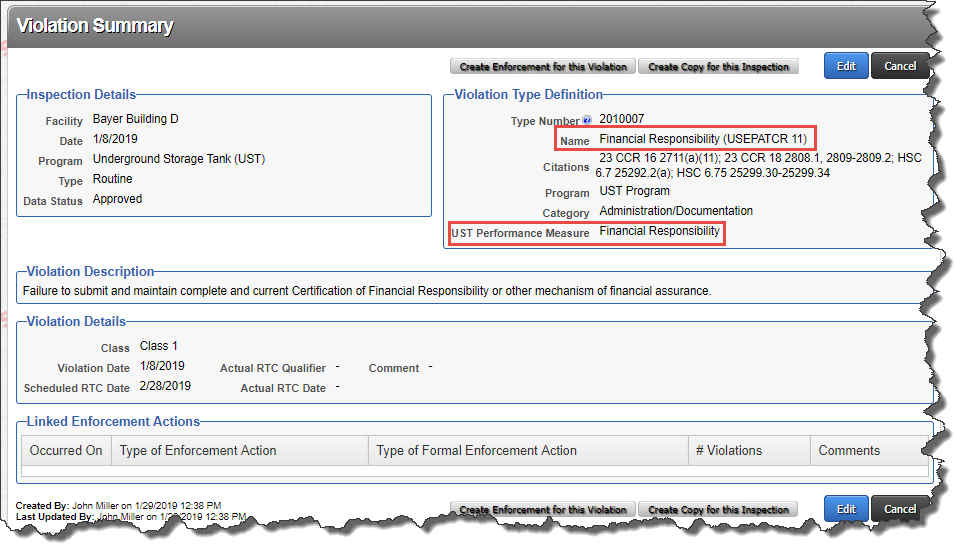 Violation Summary
Create Enforcement for this Violation Create Copy for this Inspection Edit Cancel
Inspection Details
Facility Bayer Building D
Date 1/8/2019
Program Underground Storage Tank (UST)
Type Routine
Data Status Approved
Violation Type Definition
Type Number 2010007
Name Financial Responsibility (USEPATCR 11)
Citations 23 CCR 16 2711(a)(11); 23 CCR 18 2808.1, 2809-2809.2; HSC
6.7 25292.2(a); HSC 6.75 25299.30-25299.34
Program UST Program
Category Administration/Documentation
UST Performance Measure Financial Responsibility
Violation Description
Failure to submit and maintain complete and current Certification of Financial Responsibility or other mechanism of financial assurance.
Violation Details
Class Class 1
Violation Date 1/8/2019 Actual RTC Qualifier - Comment -
Scheduled RTC Date 2/28/2019 Actual RTC Date -
Linked Enforcement Actions
Occurred On Type of Enforcement Action Type of Formal Enforcement Action # Violations Comments
Created By: John Miller on 1/29/2019 12:38 PM
Last Updated By: John Miller on 1/29/2019 12:38 PM
Create Enforcement for this Violation Create Copy for this Inspection Edit Cancel